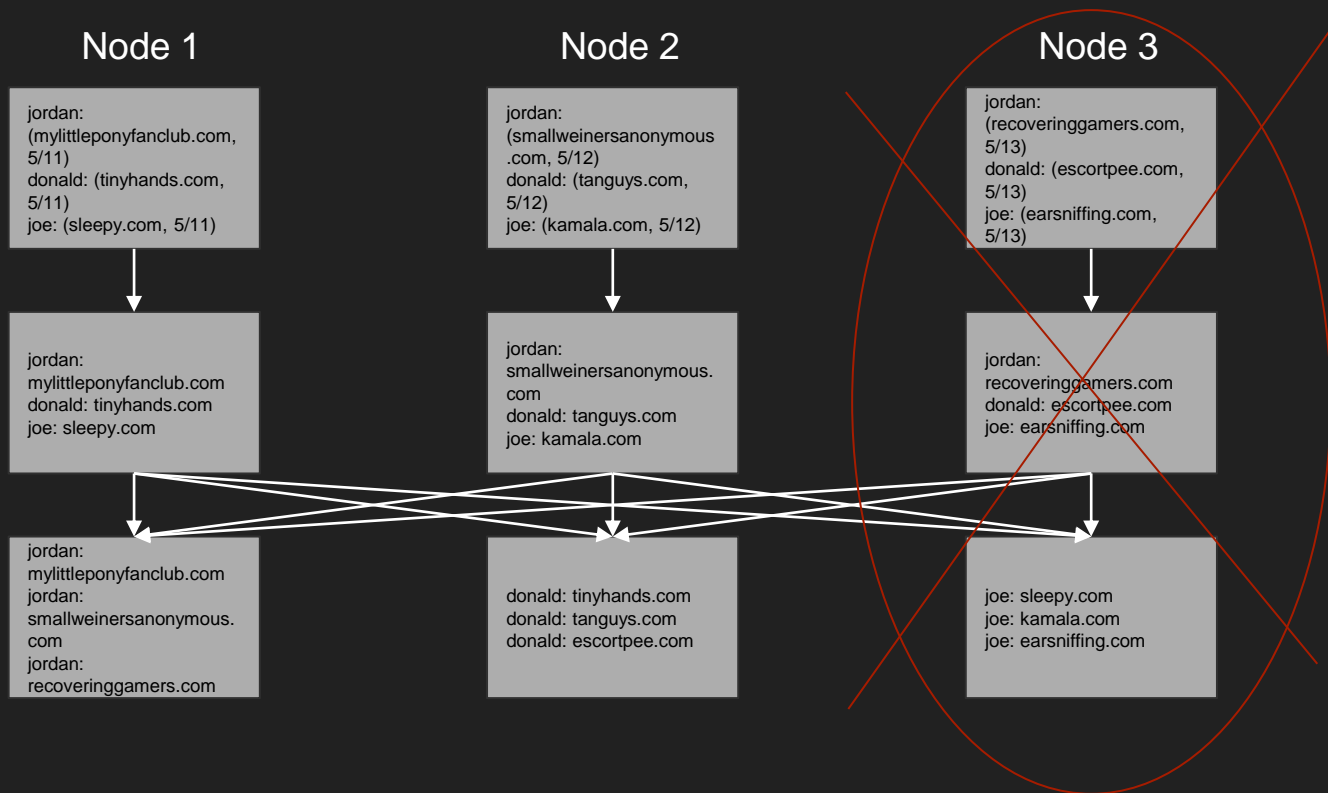 Node 1
Node 2
Node 3
jordan:
(mylittleponyfanclub.com,
5/11)
donald: (tinyhands.com,
5/11)
joe: (sleepy.com, 5/11)
jordan:
(smallweinersanonymous
.com, 5/12)
donald: (tanguys.com,
5/12)
joe: (kamala.com, 5/12)
jordan:
(recoveringgamers.com,
5/13)
donald: (escortpee.com,
5/13)
joe: (earsniffing.com,
5/13)
jordan:
mylittleponyfanclub.com
donald: tinyhands.com
joe: sleepy.com
jordan:
smallweinersanonymous.
com
donald: tanguys.com
joe: kamala.com
jordan:
recoveringgamers.com
donald: escortpee.com
joe: earsniffing.com
jordan:
mylittleponyfanclub.com
jordan:
smallweinersanonymous.
com
jordan:
recoveringgamers.com
donald: tinyhands.com
donald: tanguys.com
donald: escortpee.com
joe: sleepy.com
joe: kamala.com
joe: earsniffing.com